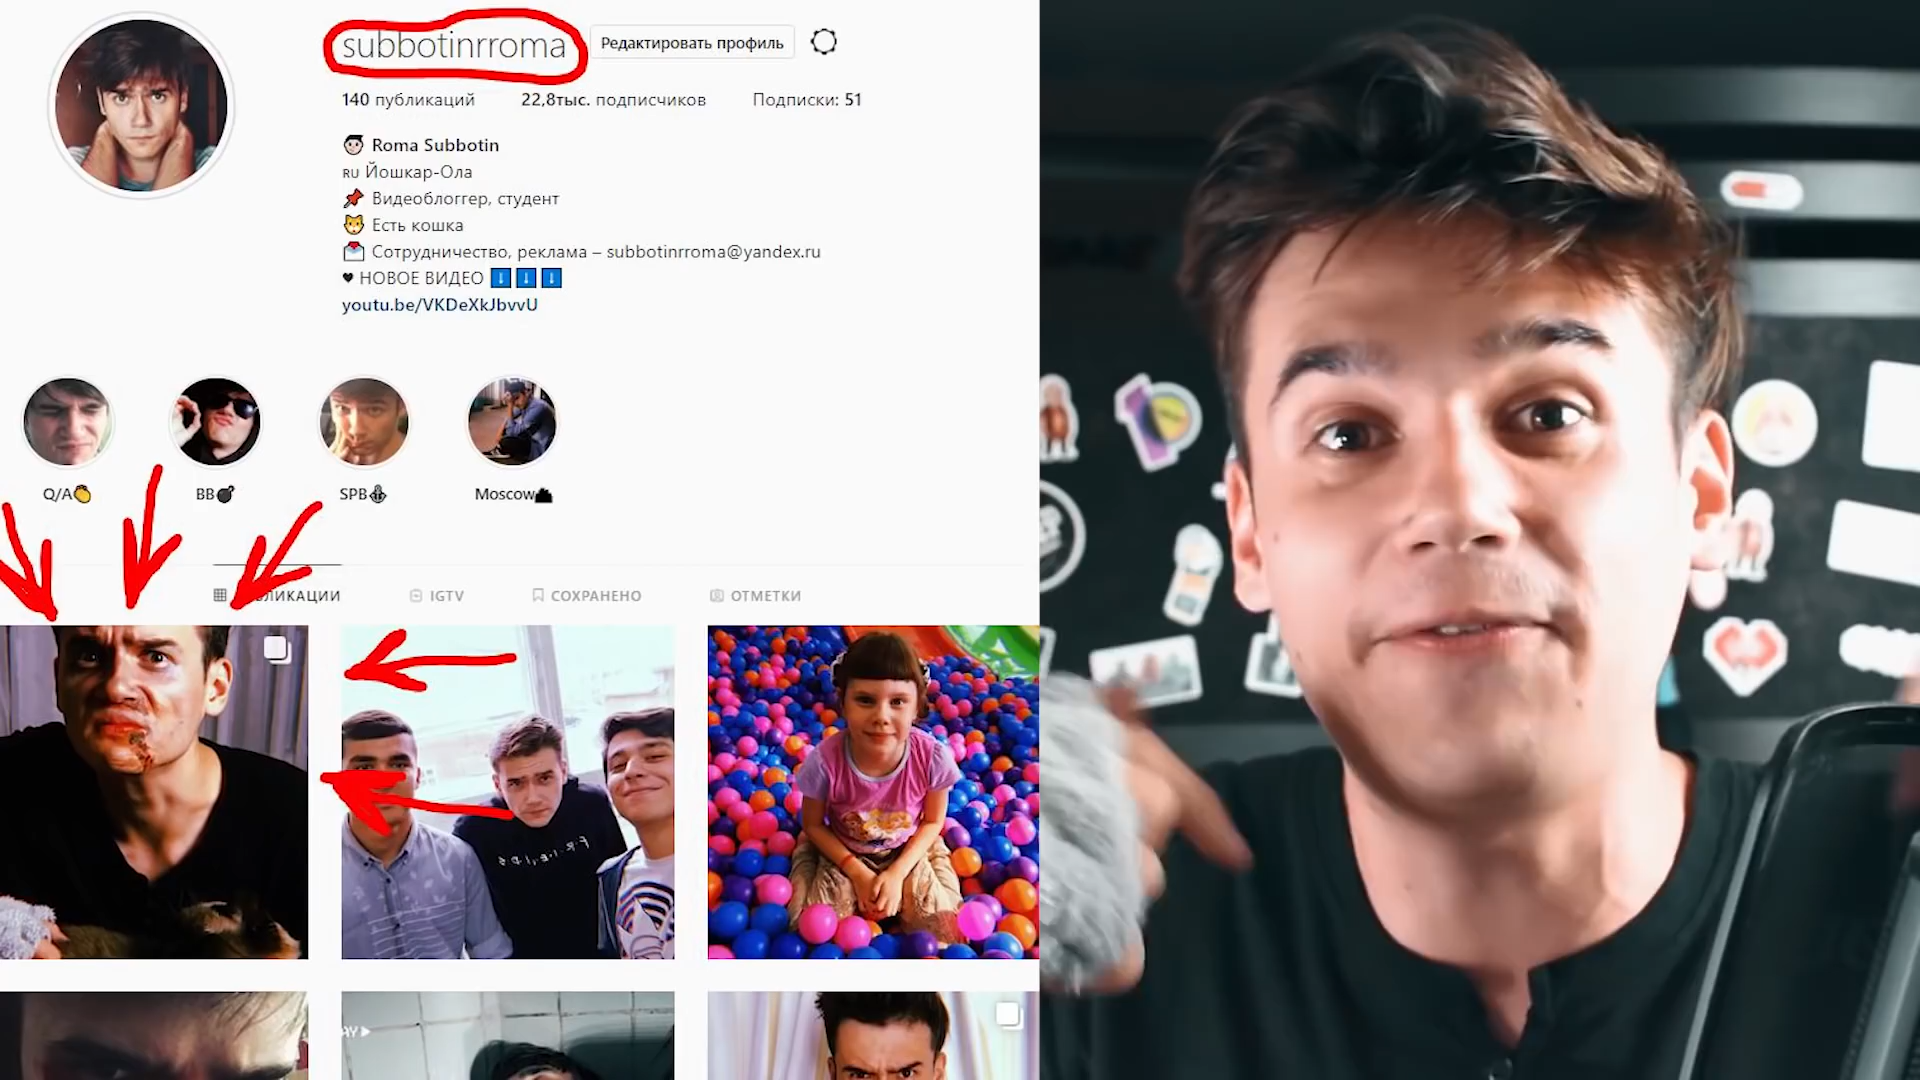 subbotinrroma
Редактировать профиль
140 публикаций
22,8тыс. подписчиков
Подписки: 51
Roma Subbotin
RU Йошкар-Ола
Видеоблоггер, студент
Есть кошка
Сотрудничество, реклама – subbotinrroma@yandex.ru
НОВОЕ ВИДЕО
youtu.be/VKDeXkJbvvU
Q/A
BB
SPB
Moscow
ЛИКАЦИИ
IGTV
СОХРАНЕНО
ОТМЕТКИ